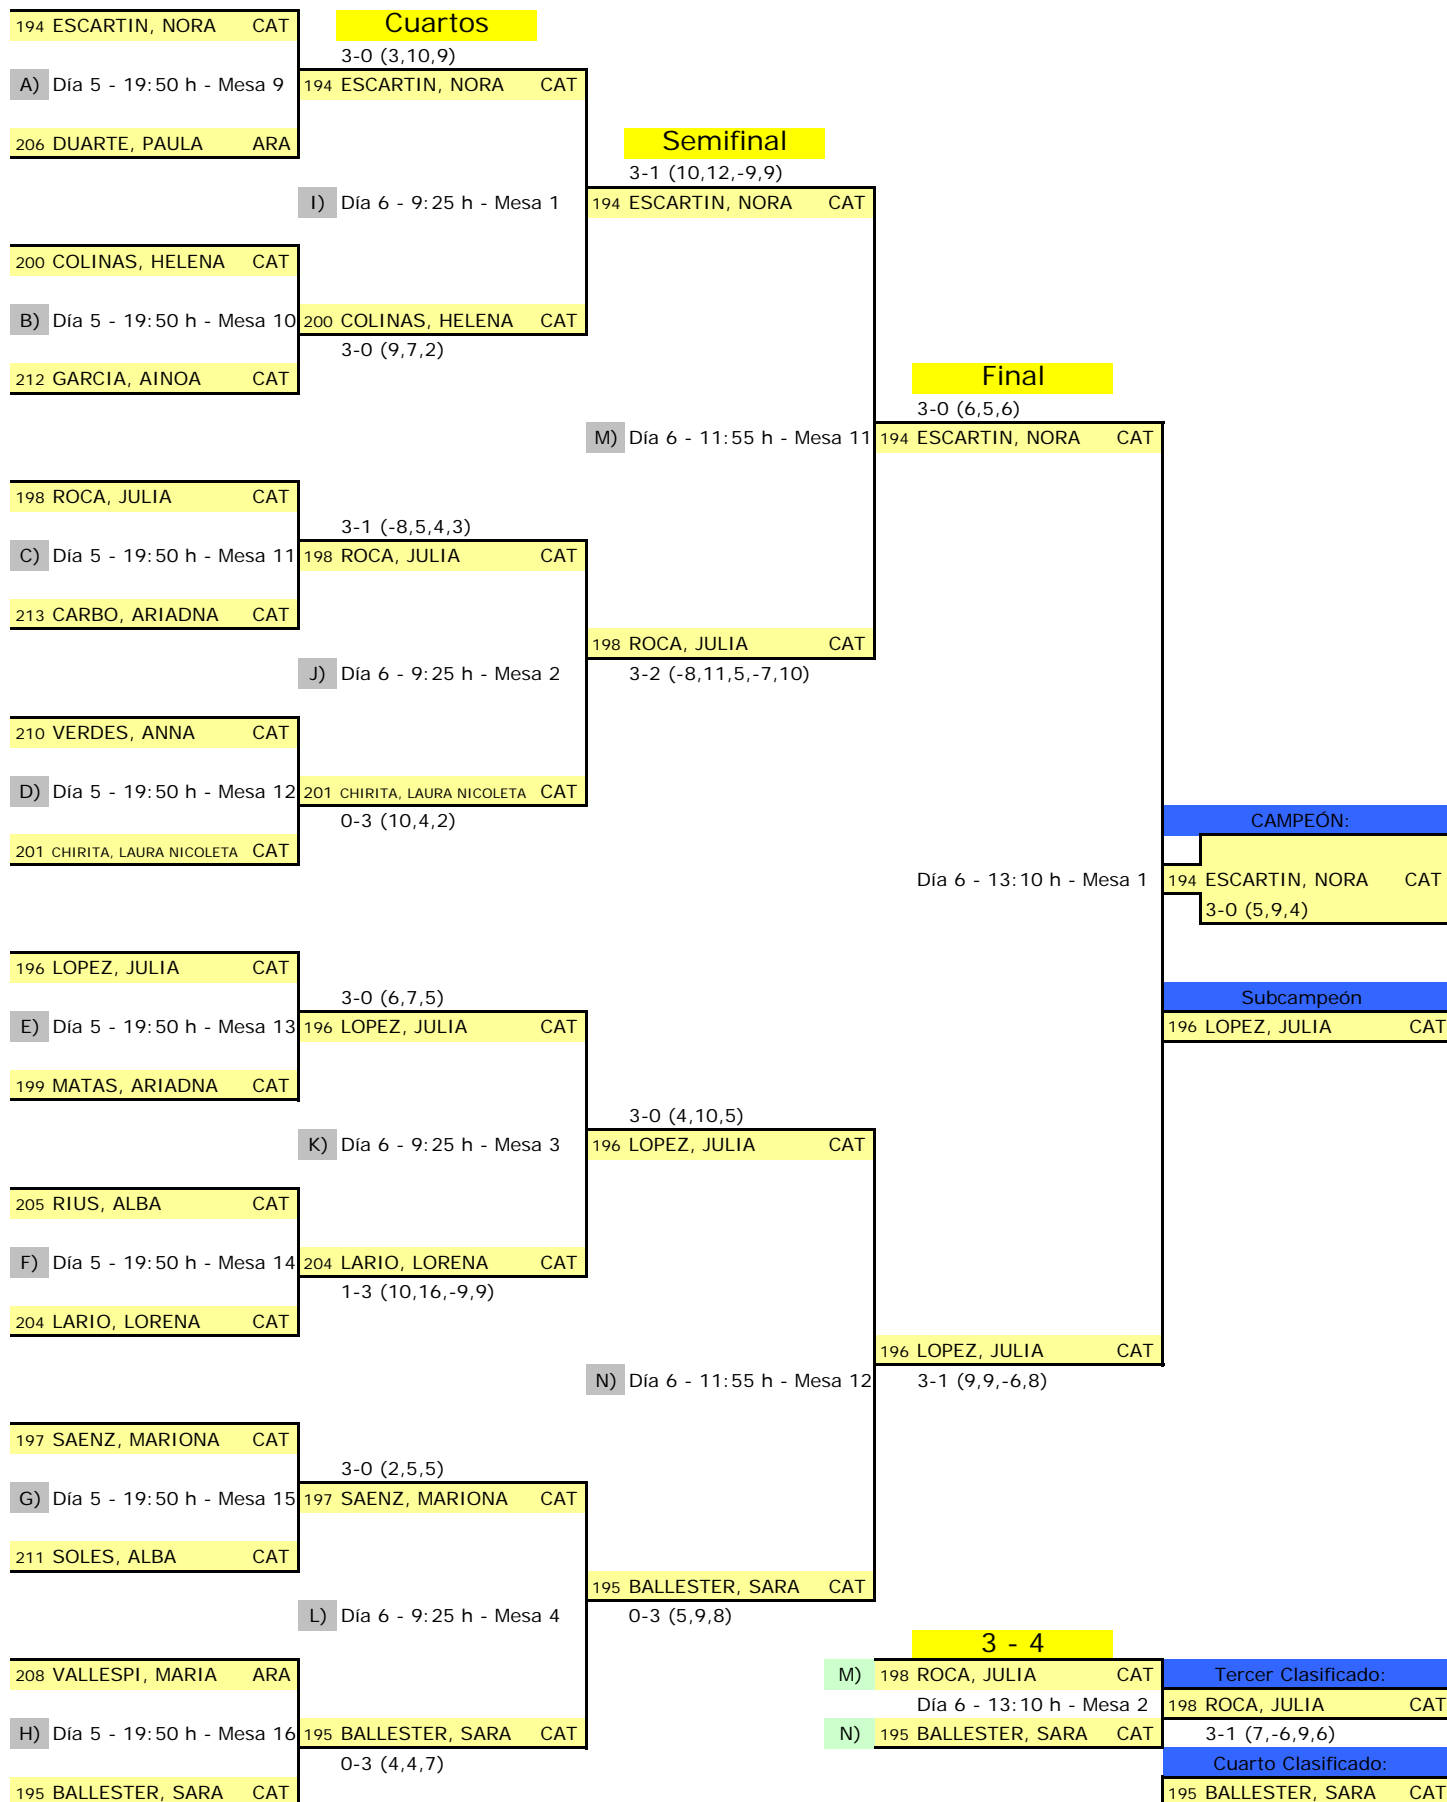 194 ESCARTIN, NORA CAT
Cuartos
3-0 (3,10,9)
A) Día 5 - 19:50 h - Mesa 9
194 ESCARTIN, NORA CAT
206 DUARTE, PAULA ARA
Semifinal
3-1 (10,12,-9,9)
I) Día 6 - 9:25 h - Mesa 1
194 ESCARTIN, NORA CAT
200 COLINAS, HELENA CAT
B) Día 5 - 19:50 h - Mesa 10
200 COLINAS, HELENA CAT
3-0 (9,7,2)
212 GARCIA, AINOA CAT
Final
3-0 (6,5,6)
M) Día 6 - 11:55 h - Mesa 11
194 ESCARTIN, NORA CAT
198 ROCA, JULIA CAT
3-1 (-8,5,4,3)
C) Día 5 - 19:50 h - Mesa 11
198 ROCA, JULIA CAT
213 CARBO, ARIADNA CAT
198 ROCA, JULIA CAT
J) Día 6 - 9:25 h - Mesa 2
3-2 (-8,11,5,-7,10)
210 VERDES, ANNA CAT
D) Día 5 - 19:50 h - Mesa 12
201 CHIRITA, LAURA NICOLETA CAT
0-3 (10,4,2)
CAMPEÓN:
201 CHIRITA, LAURA NICOLETA CAT
Día 6 - 13:10 h - Mesa 1
194 ESCARTIN, NORA CAT
3-0 (5,9,4)
196 LOPEZ, JULIA CAT
3-0 (6,7,5)
Subcampeón
E) Día 5 - 19:50 h - Mesa 13
196 LOPEZ, JULIA CAT
196 LOPEZ, JULIA CAT
199 MATAS, ARIADNA CAT
3-0 (4,10,5)
K) Día 6 - 9:25 h - Mesa 3
196 LOPEZ, JULIA CAT
205 RIUS, ALBA CAT
F) Día 5 - 19:50 h - Mesa 14
204 LARIO, LORENA CAT
1-3 (10,16,-9,9)
204 LARIO, LORENA CAT
196 LOPEZ, JULIA CAT
N) Día 6 - 11:55 h - Mesa 12
3-1 (9,9,-6,8)
197 SAENZ, MARIONA CAT
3-0 (2,5,5)
G) Día 5 - 19:50 h - Mesa 15
197 SAENZ, MARIONA CAT
211 SOLES, ALBA CAT
195 BALLESTER, SARA CAT
L) Día 6 - 9:25 h - Mesa 4
0-3 (5,9,8)
3 - 4
208 VALLESPI, MARIA ARA
M) 198 ROCA, JULIA CAT
Tercer Clasificado:
Día 6 - 13:10 h - Mesa 2
198 ROCA, JULIA CAT
H) Día 5 - 19:50 h - Mesa 16
195 BALLESTER, SARA CAT
N) 195 BALLESTER, SARA CAT
3-1 (7,-6,9,6)
0-3 (4,4,7)
Cuarto Clasificado:
195 BALLESTER, SARA CAT
195 BALLESTER, SARA CAT